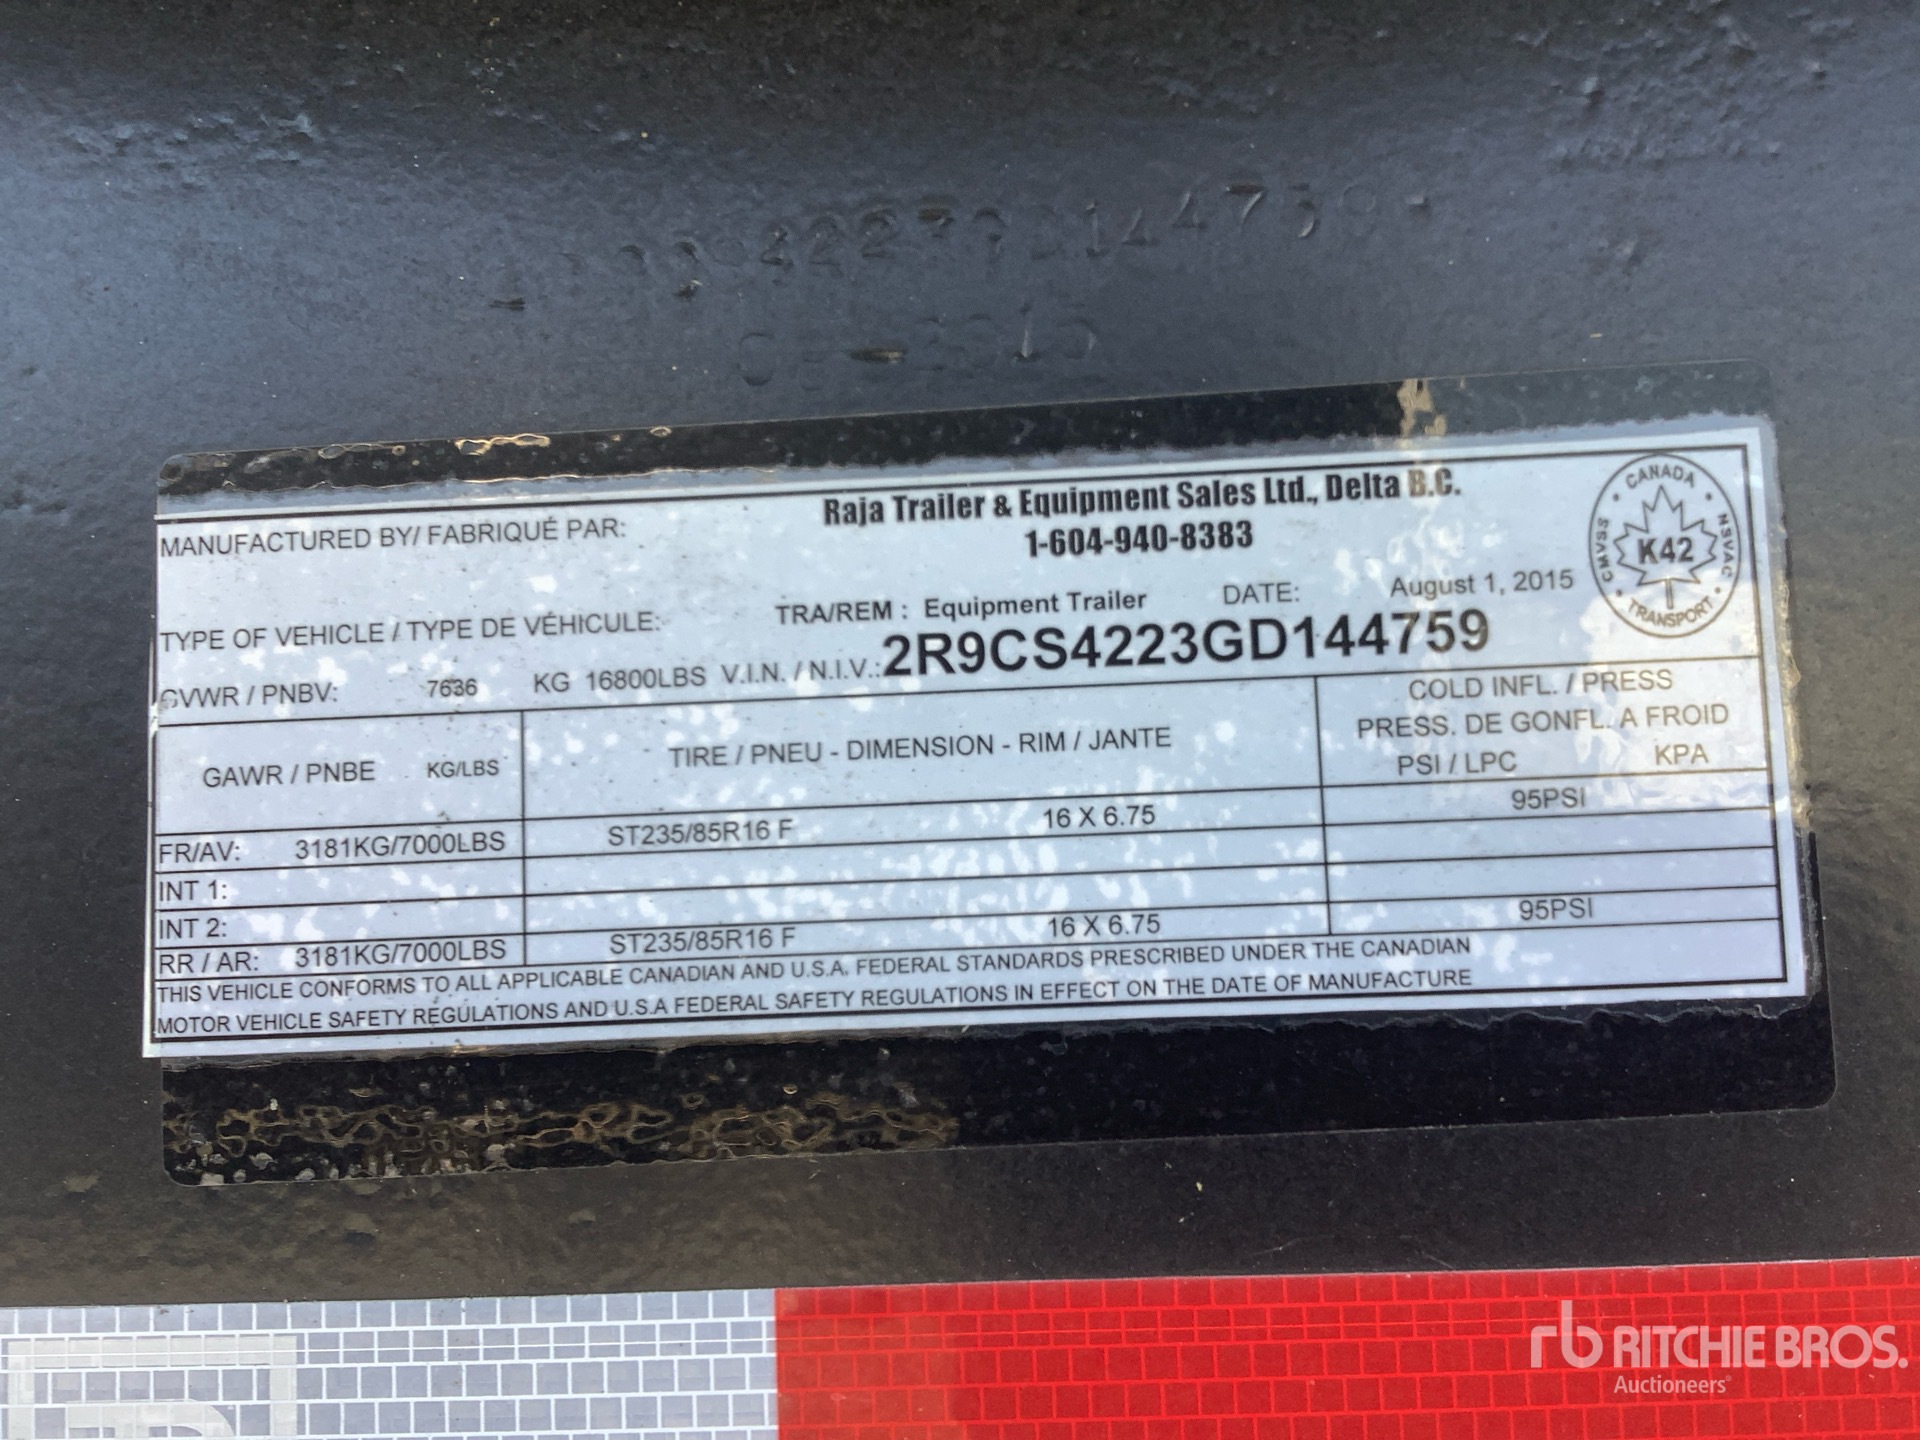 144759
MANUFACTURED BY/ FABRIQUÉ PAR: Raja Trailer & Equipment Sales Ltd., Delta B.C.
1-604-940-8383
CANADA
CMVSS K42 NSVAC
TRANSPORT
TYPE OF VEHICLE / TYPE DE VÉHICULE: TRA/REM : Equipment Trailer DATE: August 1, 2015
GVWR / PNBV: 7636 KG 16800LBS V.I.N. / N.I.V.: 2R9CS4223GD144759
GAWR / PNBE KG/LBS TIRE / PNEU - DIMENSION - RIM / JANTE COLD INFL. / PRESS
PRESS. DE GONFL. A FROID
PSI / LPC KPA
FR/AV: 3181KG/7000LBS ST235/85R16 F 16 X 6.75 95PSI
INT 1:
INT 2:
RR / AR: 3181KG/7000LBS ST235/85R16 F 16 X 6.75 95PSI
THIS VEHICLE CONFORMS TO ALL APPLICABLE CANADIAN AND U.S.A. FEDERAL STANDARDS PRESCRIBED UNDER THE CANADIAN
MOTOR VEHICLE SAFETY REGULATIONS AND U.S.A FEDERAL SAFETY REGULATIONS IN EFFECT ON THE DATE OF MANUFACTURE
rb RITCHIE BROS.
Auctioneers